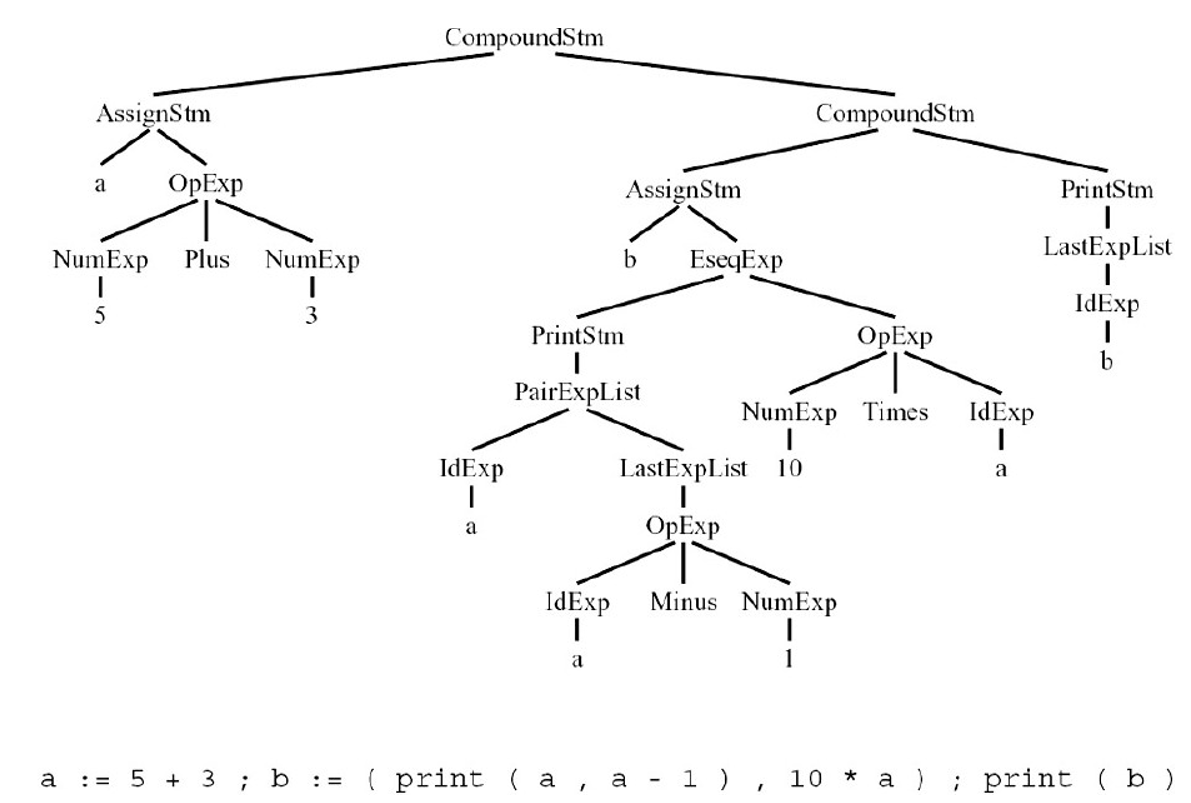 CompoundStm
AssignStm CompoundStm
a OpExp AssignStm PrintStm
NumExp Plus NumExp b EseqExp LastExpList
5 3 PrintStm OpExp IdExp
b
PairExpList NumExp Times IdExp
IdExp LastExpList 10 a
a OpExp
IdExp Minus NumExp
a 1
a := 5 + 3 ; b := ( print ( a , a - 1 ) , 10 * a ) ; print ( b )